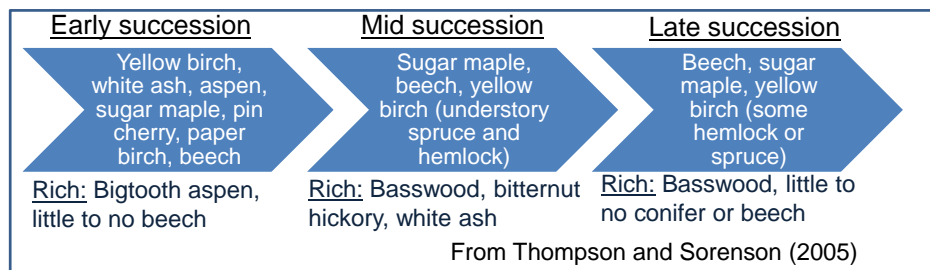 Early succession
Yellow birch,
white ash, aspen,
sugar maple, pin
cherry, paper
birch, beech
Rich: Bigtooth aspen,
little to no beech
Mid succession
Sugar maple,
beech, yellow
birch (understory
spruce and
hemlock)
Rich: Basswood, bitternut
hickory, white ash
Late succession
Beech, sugar
maple, yellow
birch (some
hemlock or
spruce)
Rich: Basswood, little to
no conifer or beech
From Thompson and Sorenson (2005)